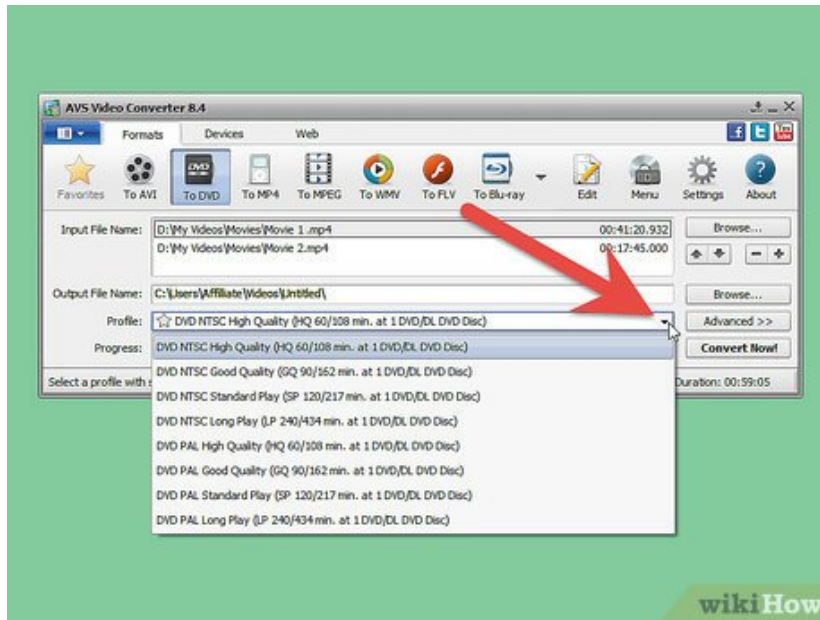 AVS Video Converter 8.4
Formats Devices Web
Favorites To AVI To DVD To MP4 To MPEG To WMV To FLV To Blu-ray Edit Menu Settings About
Input File Name: D:\My Videos\Movies\Movie 1 .mp4 00:41:20.932 Browse...
D:\My Videos\Movies\Movie 2.mp4 00:17:45.000
Output File Name: C:\Users\Affiliate\Videos\Untitled\ Browse...
Profile: DVD NTSC High Quality (HQ 60/108 min. at 1 DVD/DL DVD Disc) Advanced >>
Progress: DVD NTSC High Quality (HQ 60/108 min. at 1 DVD/DL DVD Disc) Convert Now!
DVD NTSC Good Quality (GQ 90/162 min. at 1 DVD/DL DVD Disc)
Select a profile with Duration: 00:59:05
DVD NTSC Standard Play (SP 120/217 min. at 1 DVD/DL DVD Disc)
DVD NTSC Long Play (LP 240/434 min. at 1 DVD/DL DVD Disc)
DVD PAL High Quality (HQ 60/108 min. at 1 DVD/DL DVD Disc)
DVD PAL Good Quality (GQ 90/162 min. at 1 DVD/DL DVD Disc)
DVD PAL Standard Play (SP 120/217 min. at 1 DVD/DL DVD Disc)
DVD PAL Long Play (LP 240/434 min. at 1 DVD/DL DVD Disc)
wikiHow